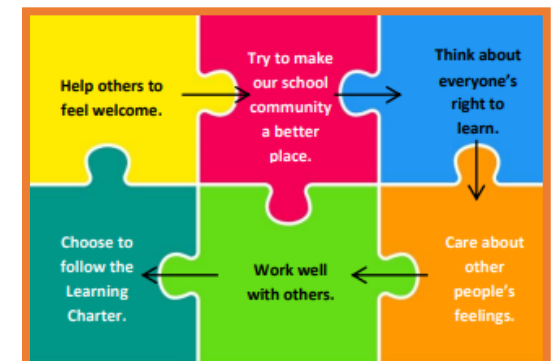 Help others to
feel welcome.
Try to make
our school
community
a better
place.
Think about
everyone's
right to
learn.
Care about
other
people's
feelings.
Work well
with others.
Choose to
follow the
Learning
Charter.